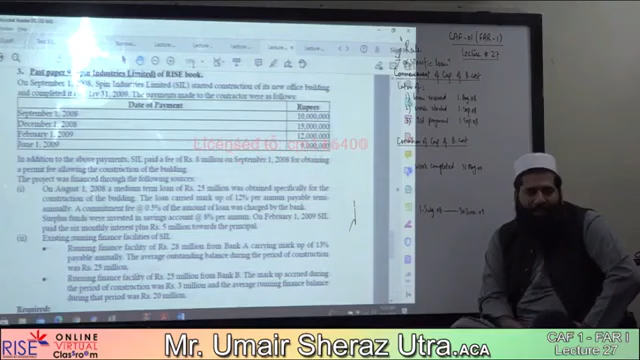 3. Past paper 9 Spin Industries Limited) of RISE book.
On September 1, 2008, Spin Industries Limited (SIL) started construction of its new office building
and completed it 31, 2009. The payments made to the contractor were as follows:
Date of Payment Rupees
September 1, 2008 10,000,000
December 1, 2008 15,000,000
February 1, 2009 12,000,000
June 1, 2009 9,000,000
Licensed to: 6400
In addition to the above payments, SIL paid a fee of Rs. 8 million on September 1, 2008 for obtaining
a permit fee allowing the construction of the building.
The project was financed through the following sources:
(i) On August 1, 2008 a medium term loan of Rs. 25 million was obtained specifically for the
construction of the building. The loan carried mark up of 12% per annum payable semi-
annually. A commitment fee @ 0.5% of the amount of loan was charged by the bank.
Surplus funds were invested in savings account @ 8% per annum. On February 1, 2009 SIL
paid the six monthly interest plus Rs. 5 million towards the principal.
(ii) Existing running finance facilities of SIL
• Running finance facility of Rs. 28 million from Bank A carrying mark up of 13%
payable annually. The average outstanding balance during the period of construction
was Rs. 25 million.
• Running finance facility of Rs. 25 million from Bank B. The mark up accrued during
the period of construction was Rs. 3 million and the average running finance balance
during that period was Rs. 20 million.
Required:
CAF-01 (FAR-1)
Lecture # 27
Commencement of Cap of B. cost
Work completed
RISE
ONLINE
VIRTUAL
Classroom
Mr. Umair Sheraz Utra.ACA
CAF 1 - FAR I
Lecture 27